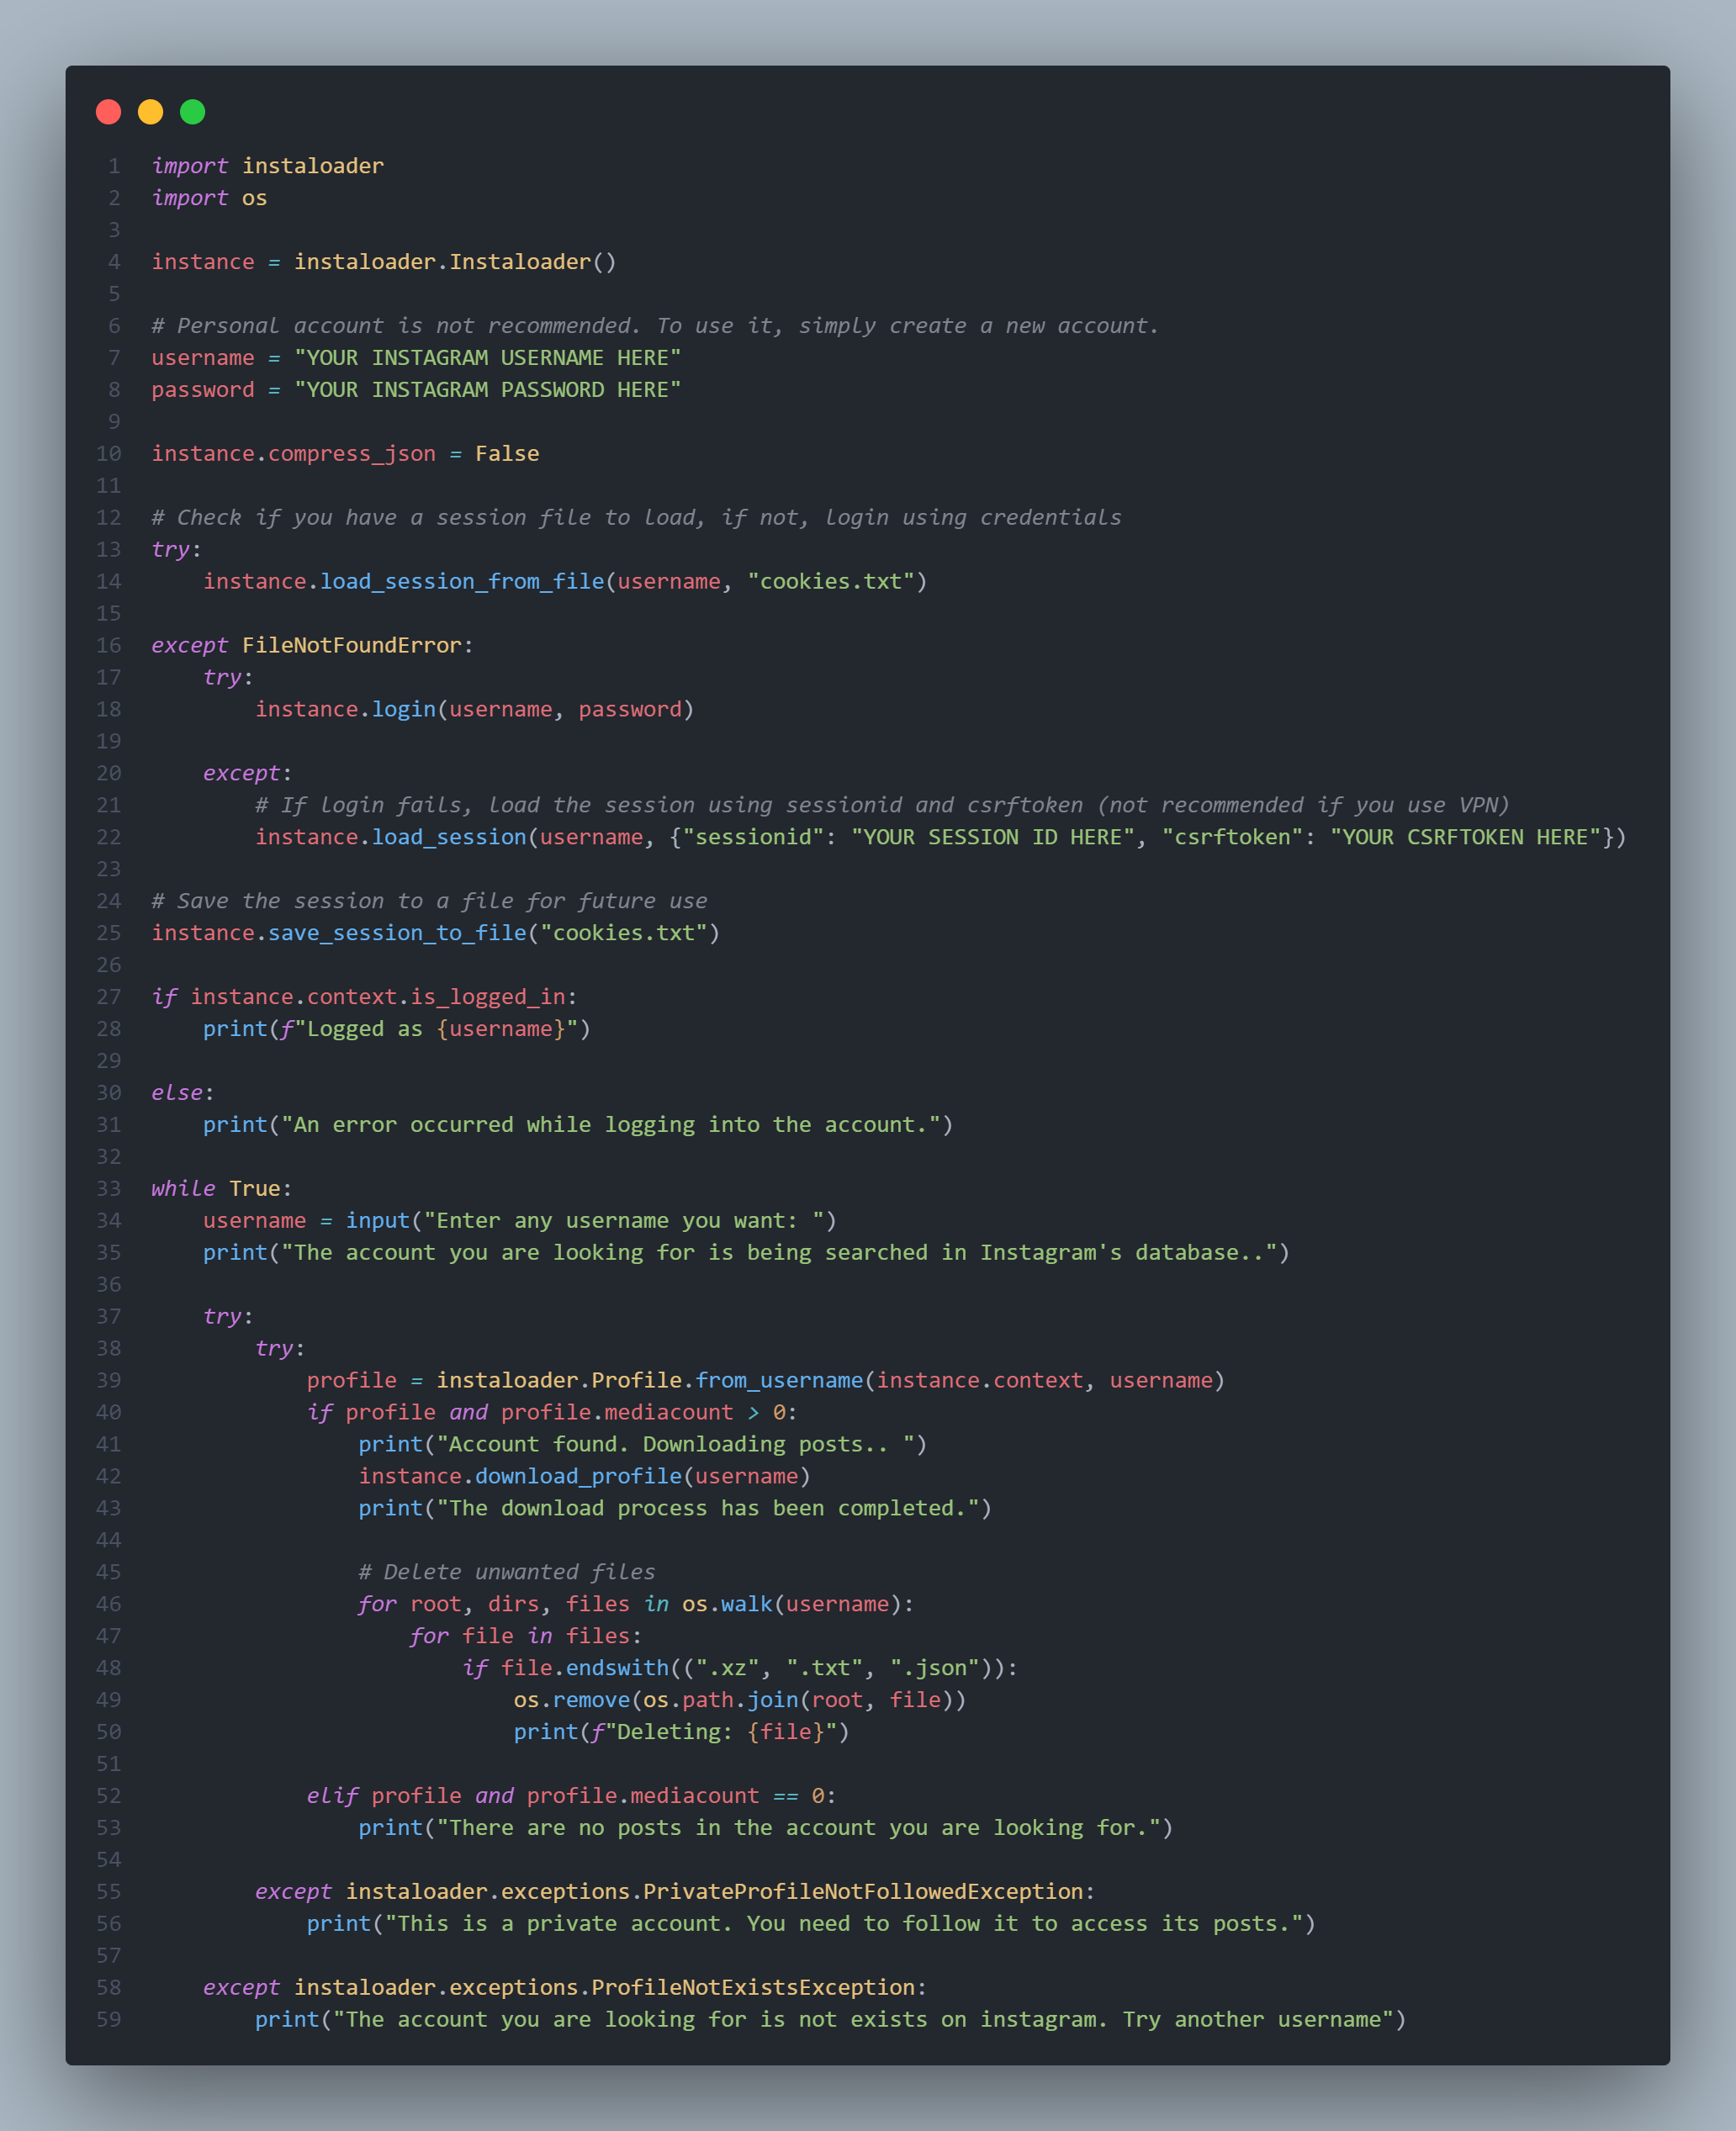 1 import instaloader
2 import os
3
4 instance = instaloader.Instaloader()
5
6 # Personal account is not recommended. To use it, simply create a new account.
7 username = "YOUR INSTAGRAM USERNAME HERE"
8 password = "YOUR INSTAGRAM PASSWORD HERE"
9
10 instance.compress_json = False
11
12 # Check if you have a session file to load, if not, login using credentials
13 try:
14     instance.load_session_from_file(username, "cookies.txt")
15
16 except FileNotFoundError:
17     try:
18         instance.login(username, password)
19
20     except:
21         # If login fails, load the session using sessionid and csrftoken (not recommended if you use VPN)
22         instance.load_session(username, {"sessionid": "YOUR SESSION ID HERE", "csrftoken": "YOUR CSRFTOKEN HERE"})
23
24 # Save the session to a file for future use
25 instance.save_session_to_file("cookies.txt")
26
27 if instance.context.is_logged_in:
28     print(f"Logged as {username}")
29
30 else:
31     print("An error occurred while logging into the account.")
32
33 while True:
34     username = input("Enter any username you want: ")
35     print("The account you are looking for is being searched in Instagram's database..")
36
37     try:
38         try:
39             profile = instaloader.Profile.from_username(instance.context, username)
40             if profile and profile.mediacount > 0:
41                 print("Account found. Downloading posts.. ")
42                 instance.download_profile(username)
43                 print("The download process has been completed.")
44
45                 # Delete unwanted files
46                 for root, dirs, files in os.walk(username):
47                     for file in files:
48                         if file.endswith((".xz", ".txt", ".json")):
49                             os.remove(os.path.join(root, file))
50                             print(f"Deleting: {file}")
51
52             elif profile and profile.mediacount == 0:
53                 print("There are no posts in the account you are looking for.")
54
55         except instaloader.exceptions.PrivateProfileNotFollowedException:
56             print("This is a private account. You need to follow it to access its posts.")
57
58     except instaloader.exceptions.ProfileNotExistsException:
59         print("The account you are looking for is not exists on instagram. Try another username")